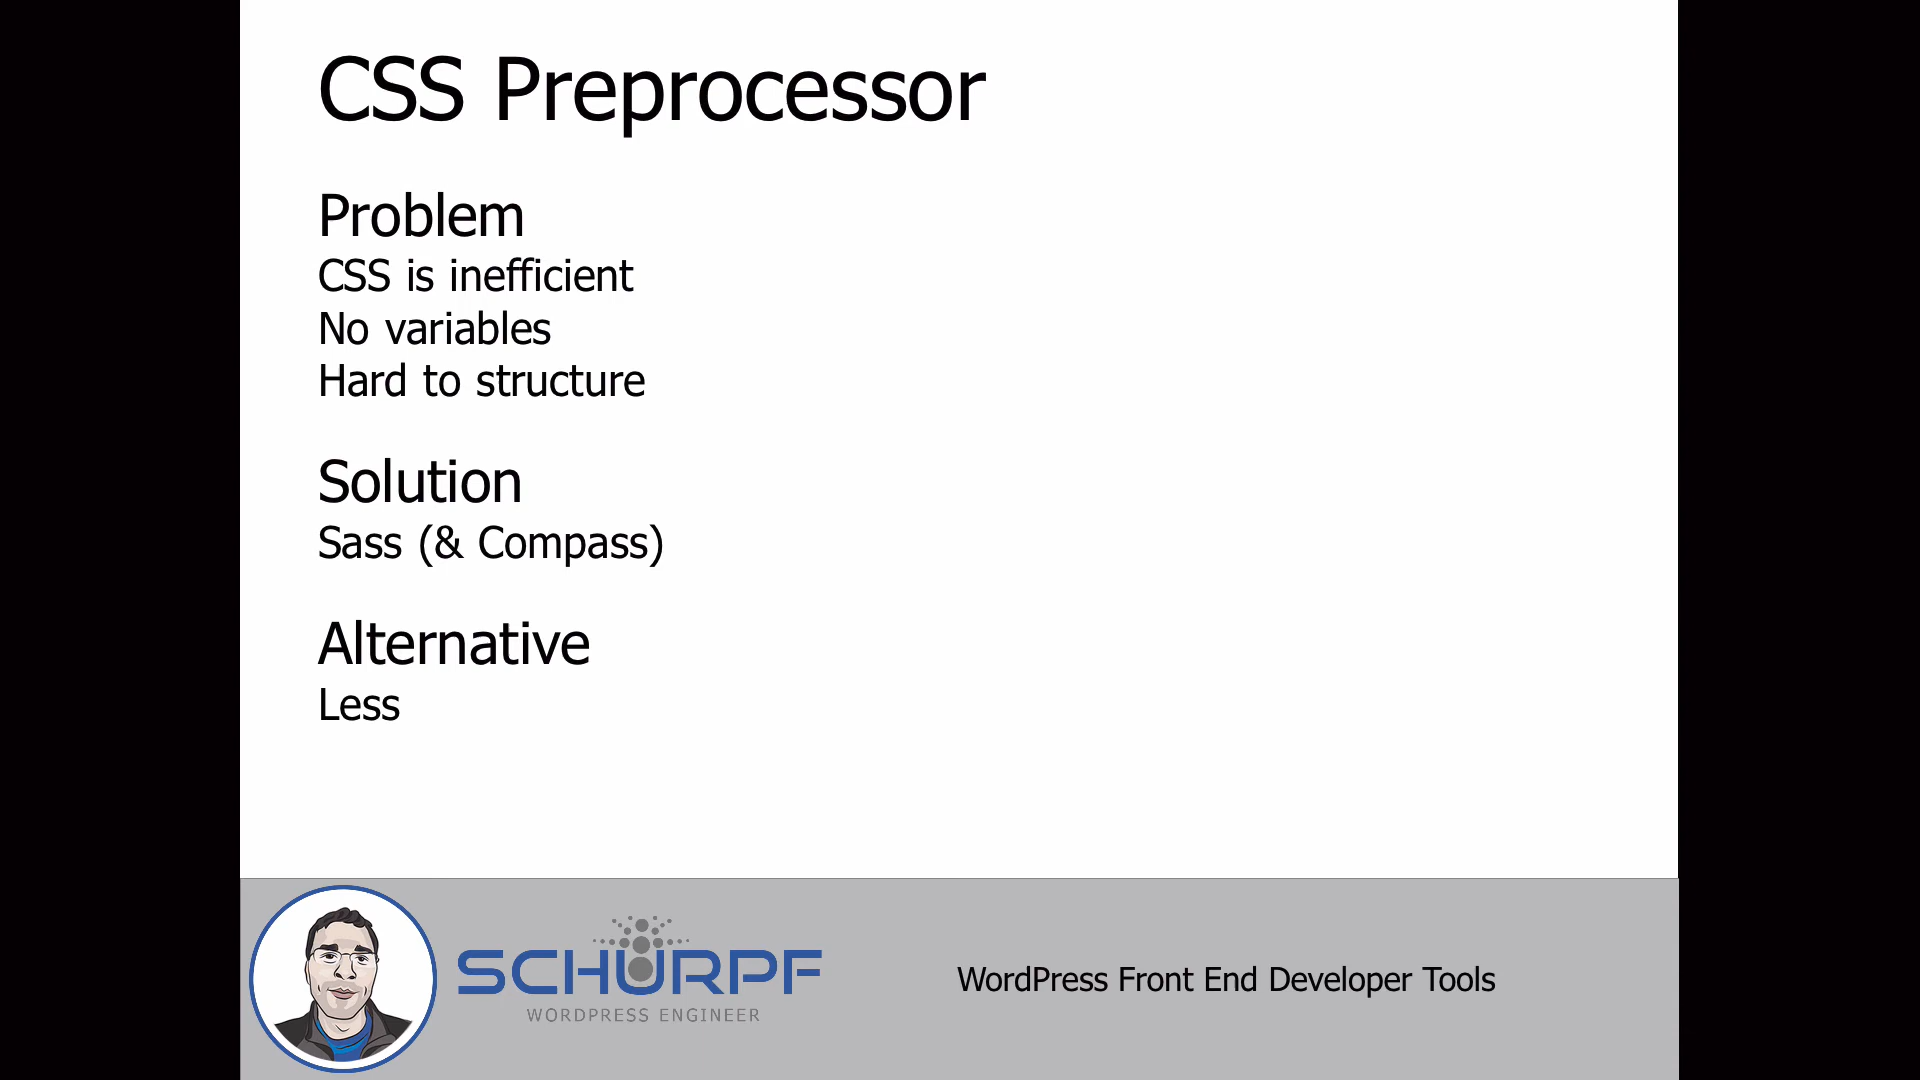 CSS Preprocessor
Problem
CSS is inefficient
No variables
Hard to structure
Solution
Sass (& Compass)
Alternative
Less
SCHURPF
WORDPRESS ENGINEER
WordPress Front End Developer Tools